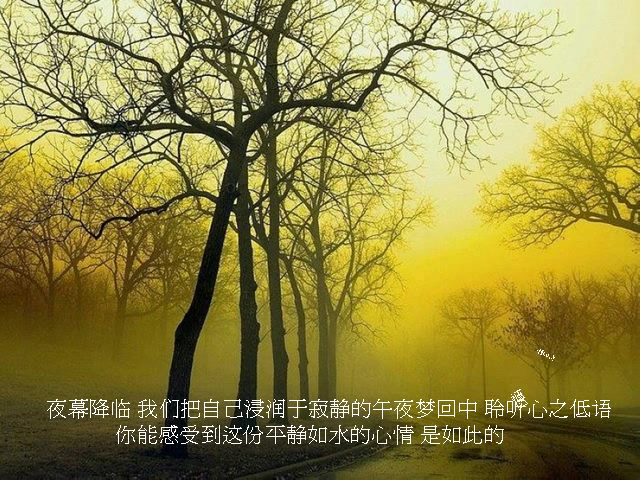 夜幕降临 我们把自己浸润于寂静的午夜梦回中 聆听心之低语
你能感受到这份平静如水的心情 是如此的